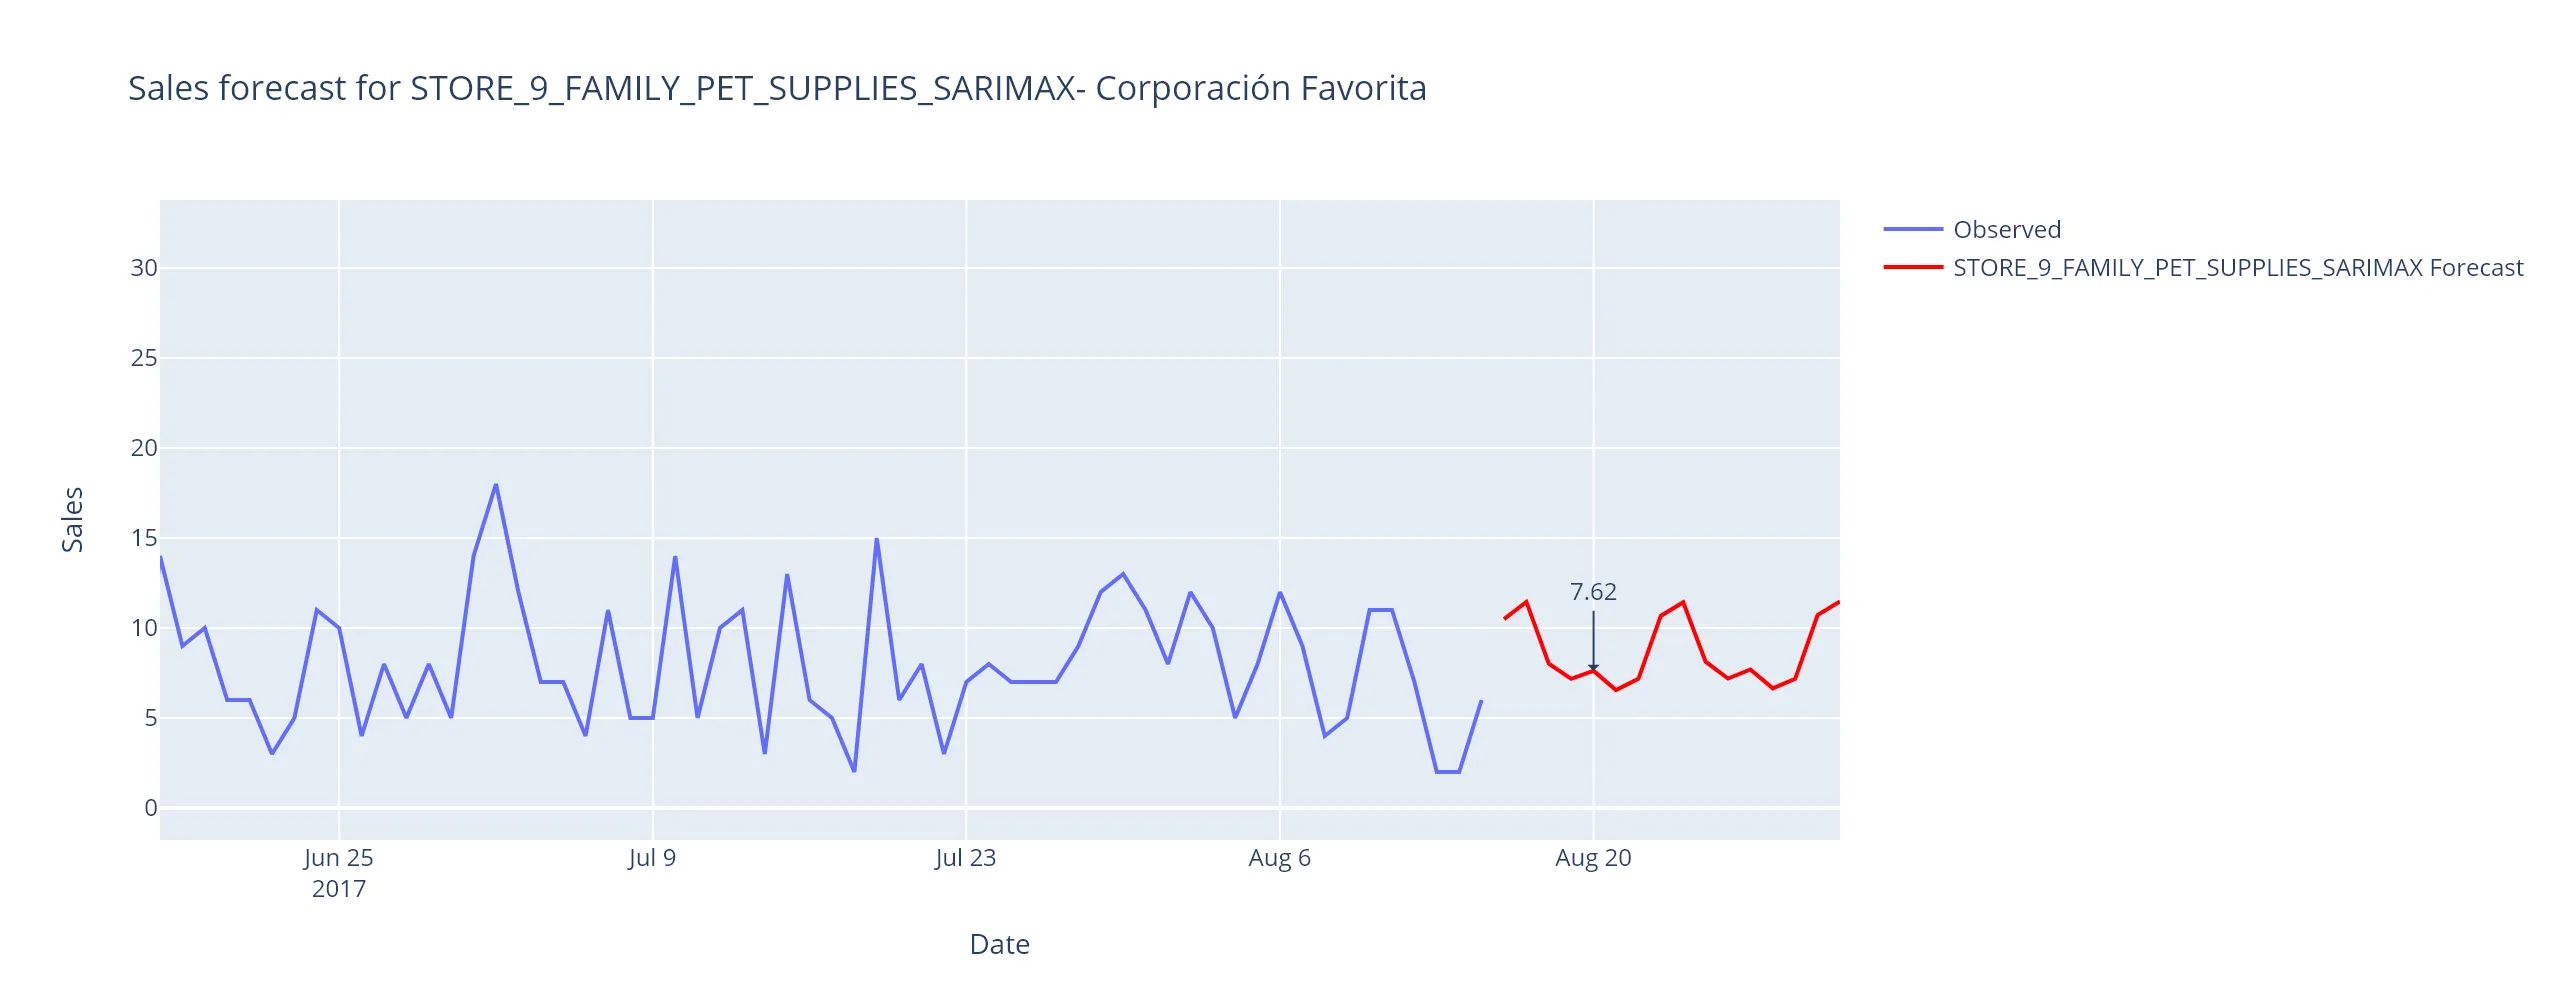 Sales forecast for STORE_9_FAMILY_PET_SUPPLIES_SARIMAX- Corporación Favorita
Observed
STORE_9_FAMILY_PET_SUPPLIES_SARIMAX Forecast
30
25
20
15
10
5
0
Sales
7.62
Jun 25
2017
Jul 9
Jul 23
Aug 6
Aug 20
Date